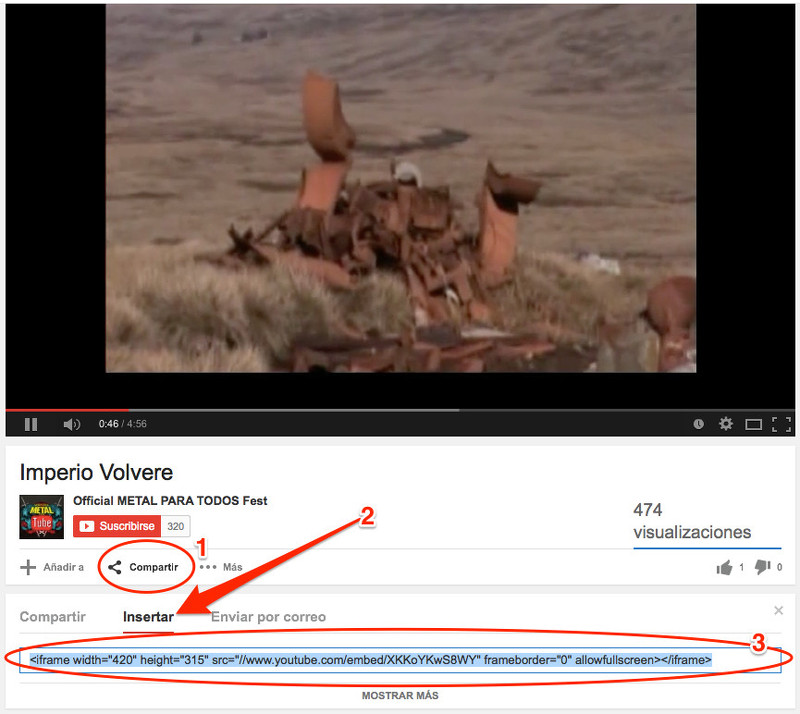 0:46 / 4:56
Imperio Volvere
METAL
Tube
Official METAL PARA TODOS Fest
Suscribirse 320
474
visualizaciones
1
2
Añadir a Compartir Más 1 0
Compartir Insertar Enviar por correo
3
<iframe width="420" height="315" src="//www.youtube.com/embed/XKKoYKwS8WY" frameborder="0" allowfullscreen></iframe>
MOSTRAR MÁS